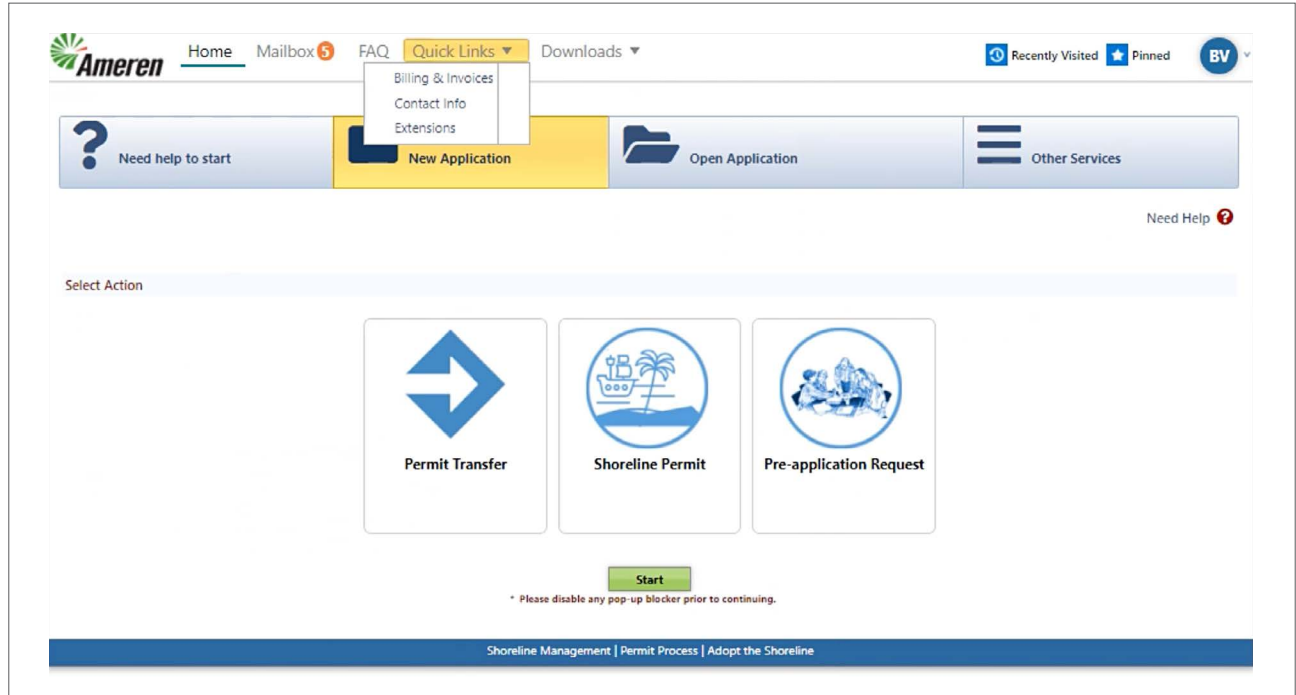 Ameren Home Mailbox 5 FAQ Quick Links ▼ Downloads ▼ Recently Visited Pinned BV
Billing & Invoices
Contact Info
Extensions
Need help to start New Application Open Application Other Services
Need Help ?
Select Action
Permit Transfer Shoreline Permit Pre-application Request
Start
* Please disable any pop-up blocker prior to continuing.
Shoreline Management | Permit Process | Adopt the Shoreline